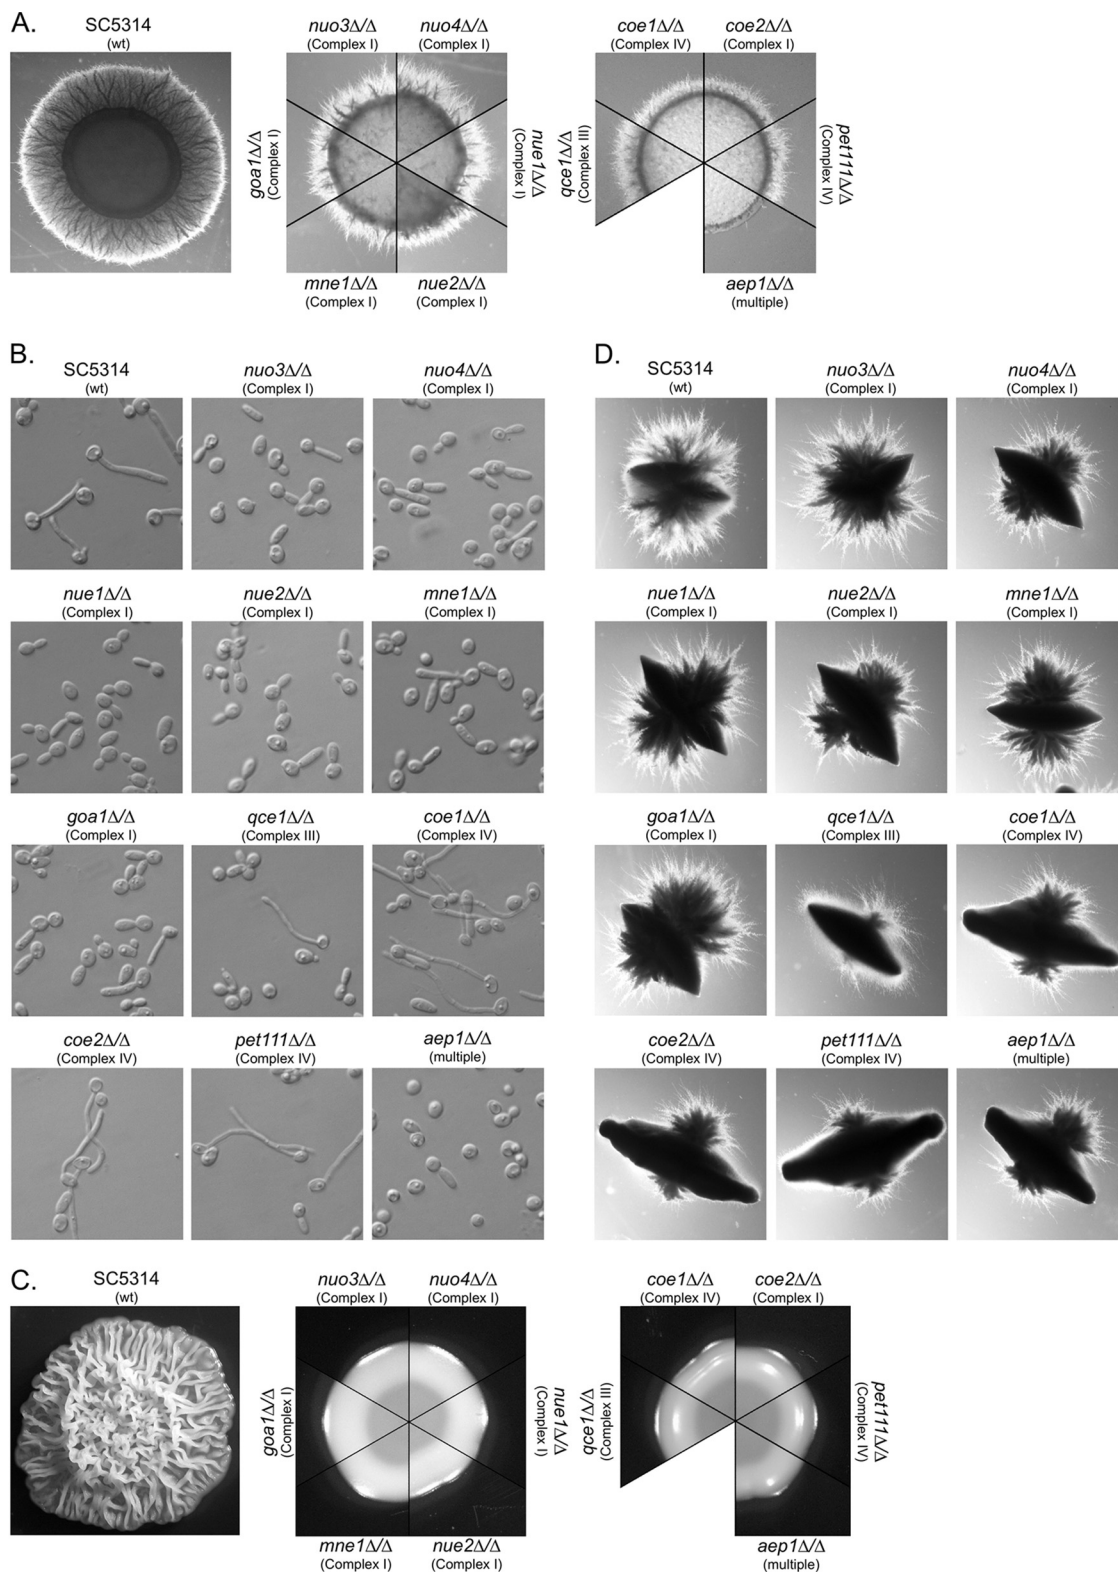 A.
SC5314
(wt)
nuo3Δ/Δ
(Complex I)
nuo4Δ/Δ
(Complex I)
goa1Δ/Δ
(Complex I)
nue1Δ/Δ
(Complex I)
mne1Δ/Δ
(Complex I)
nue2Δ/Δ
(Complex I)
coe1Δ/Δ
(Complex IV)
coe2Δ/Δ
(Complex I)
qce1Δ/Δ
(Complex III)
pet111Δ/Δ
(Complex IV)
aep1Δ/Δ
(multiple)
B.
SC5314
(wt)
nuo3Δ/Δ
(Complex I)
nuo4Δ/Δ
(Complex I)
nue1Δ/Δ
(Complex I)
nue2Δ/Δ
(Complex I)
mne1Δ/Δ
(Complex I)
goa1Δ/Δ
(Complex I)
qce1Δ/Δ
(Complex III)
coe1Δ/Δ
(Complex IV)
coe2Δ/Δ
(Complex IV)
pet111Δ/Δ
(Complex IV)
aep1Δ/Δ
(multiple)
D.
SC5314
(wt)
nuo3Δ/Δ
(Complex I)
nuo4Δ/Δ
(Complex I)
nue1Δ/Δ
(Complex I)
nue2Δ/Δ
(Complex I)
mne1Δ/Δ
(Complex I)
goa1Δ/Δ
(Complex I)
qce1Δ/Δ
(Complex III)
coe1Δ/Δ
(Complex IV)
coe2Δ/Δ
(Complex IV)
pet111Δ/Δ
(Complex IV)
aep1Δ/Δ
(multiple)
C.
SC5314
(wt)
nuo3Δ/Δ
(Complex I)
nuo4Δ/Δ
(Complex I)
goa1Δ/Δ
(Complex I)
nue1Δ/Δ
(Complex I)
mne1Δ/Δ
(Complex I)
nue2Δ/Δ
(Complex I)
coe1Δ/Δ
(Complex IV)
coe2Δ/Δ
(Complex I)
qce1Δ/Δ
(Complex III)
pet111Δ/Δ
(Complex IV)
aep1Δ/Δ
(multiple)